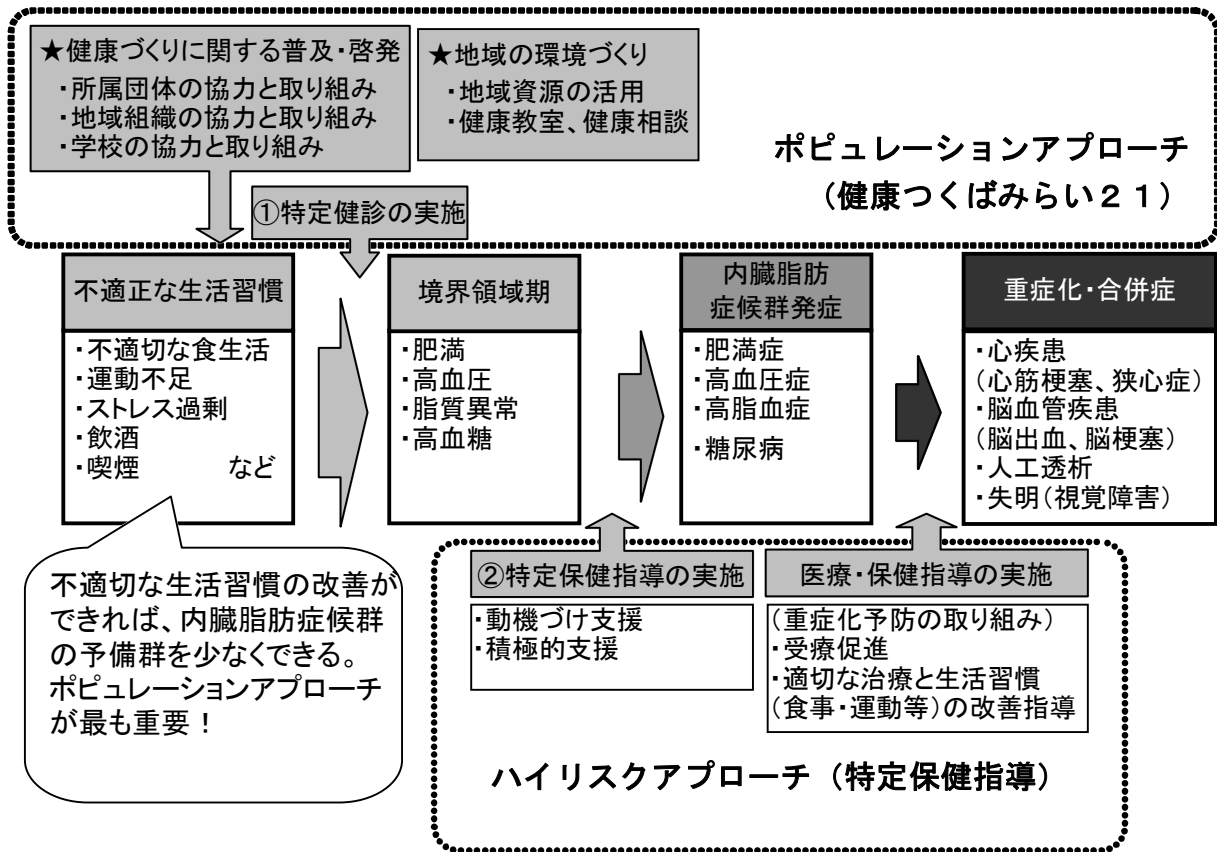 ★健康づくりに関する普及・啓発
・所属団体の協力と取り組み
・地域組織の協力と取り組み
・学校の協力と取り組み
★地域の環境づくり
・地域資源の活用
・健康教室、健康相談
ポピュレーションアプローチ
（健康つくばみらい２１）
①特定健診の実施
不適正な生活習慣
・不適切な食生活
・運動不足
・ストレス過剰
・飲酒
・喫煙　　など
境界領域期
・肥満
・高血圧
・脂質異常
・高血糖
内臓脂肪
症候群発症
・肥満症
・高血圧症
・高脂血症
・糖尿病
重症化・合併症
・心疾患
(心筋梗塞、狭心症)
・脳血管疾患
(脳出血、脳梗塞)
・人工透析
・失明(視覚障害)
不適切な生活習慣の改善が
できれば、内臓脂肪症候群
の予備群を少なくできる。
ポピュレーションアプローチ
が最も重要！
②特定保健指導の実施
・動機づけ支援
・積極的支援
医療・保健指導の実施
(重症化予防の取り組み)
・受療促進
・適切な治療と生活習慣
(食事・運動等)の改善指導
ハイリスクアプローチ（特定保健指導）